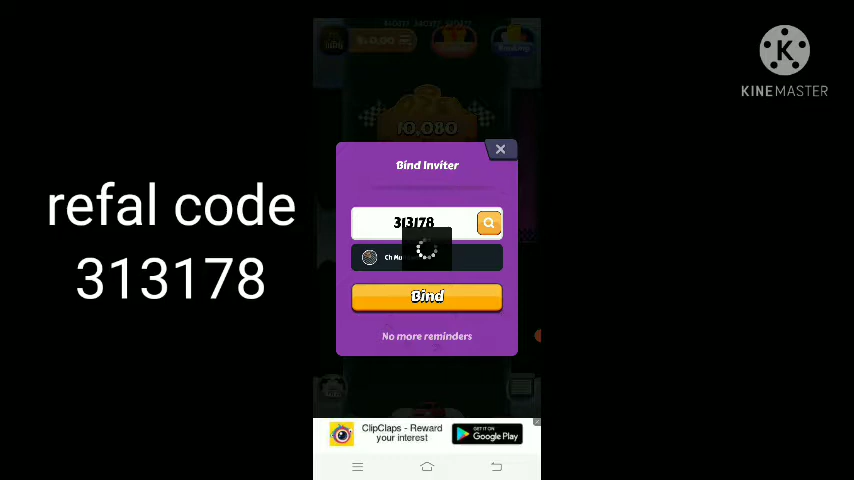 KINEMASTER
refal code
313178
10,080
Bind Inviter
313178
Bind
No more reminders
ClipClaps - Reward
your interest
GET IT ON
Google Play